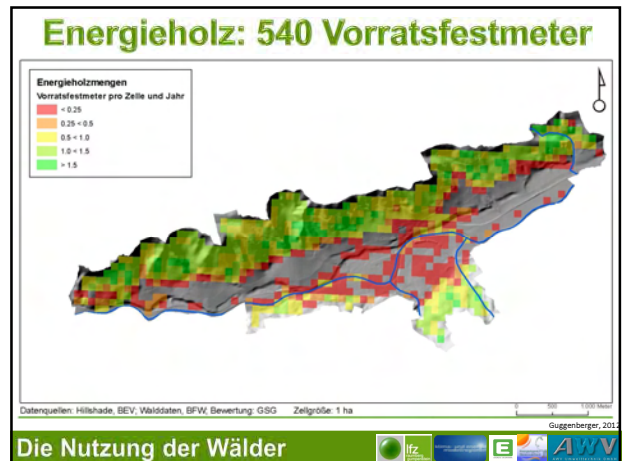 Energieholz: 540 Vorratsfestmeter
Energieholzmengen
Vorratsfestmeter pro Zelle und Jahr
< 0.25
0.25 < 0.5
0.5 < 1.0
1.0 < 1.5
> 1.5
0 500 1.000 Meter
Datenquellen: Hillshade, BEV; Walddaten, BFW; Bewertung: GSG Zellgröße: 1 ha
Guggenberger, 2012
Die Nutzung der Wälder
lfz
E
AWV